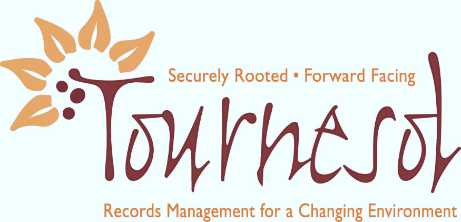 Securely Rooted • Forward Facing
Tournesol
Records Management for a Changing Environment